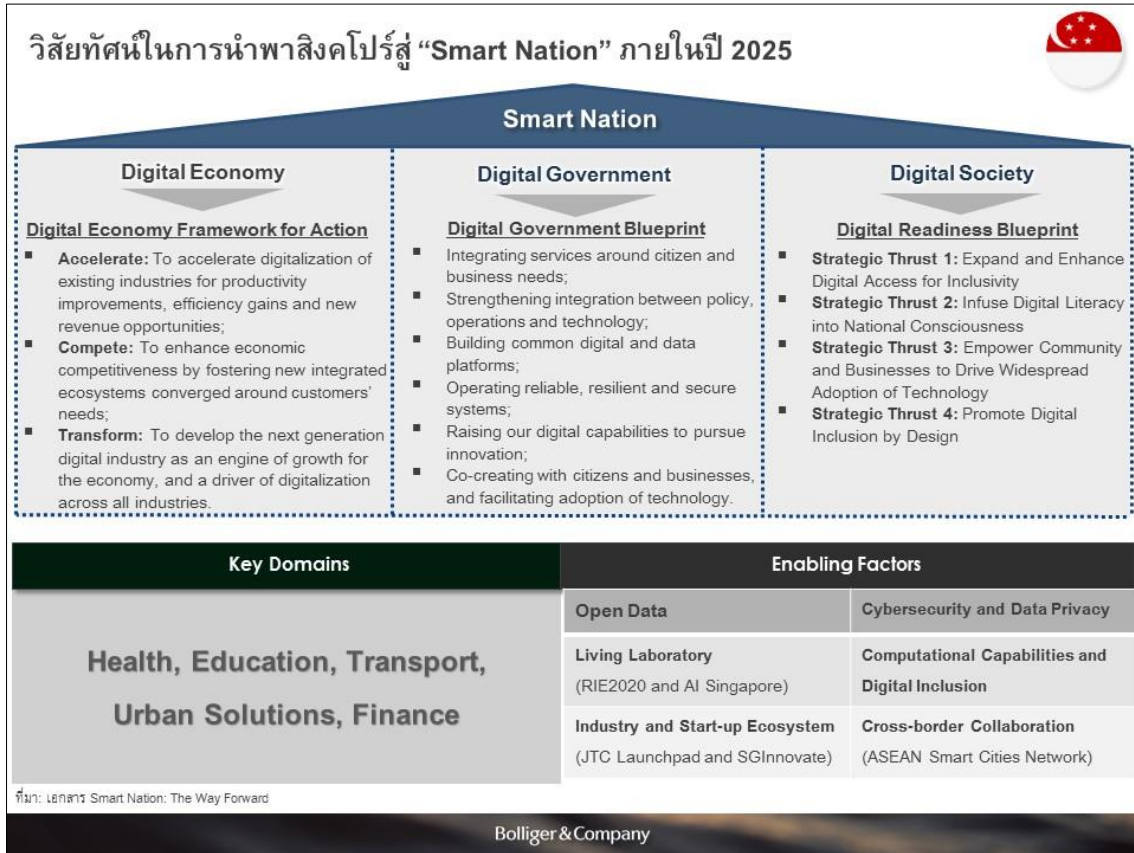 วิสัยทัศน์ในการนำพาสิงคโปร์สู่ “Smart Nation” ภายในปี 2025
Smart Nation
Digital Economy
Digital Economy Framework for Action
▪ Accelerate: To accelerate digitalization of
existing industries for productivity
improvements, efficiency gains and new
revenue opportunities;
▪ Compete: To enhance economic
competitiveness by fostering new integrated
ecosystems converged around customers’
needs;
▪ Transform: To develop the next generation
digital industry as an engine of growth for
the economy, and a driver of digitalization
across all industries.
Digital Government
Digital Government Blueprint
▪ Integrating services around citizen and
business needs;
▪ Strengthening integration between policy,
operations and technology;
▪ Building common digital and data
platforms;
▪ Operating reliable, resilient and secure
systems;
▪ Raising our digital capabilities to pursue
innovation;
▪ Co-creating with citizens and businesses,
and facilitating adoption of technology.
Digital Society
Digital Readiness Blueprint
▪ Strategic Thrust 1: Expand and Enhance
Digital Access for Inclusivity
▪ Strategic Thrust 2: Infuse Digital Literacy
into National Consciousness
▪ Strategic Thrust 3: Empower Community
and Businesses to Drive Widespread
Adoption of Technology
▪ Strategic Thrust 4: Promote Digital
Inclusion by Design
Key Domains
Health, Education, Transport,
Urban Solutions, Finance
Enabling Factors
Open Data
Cybersecurity and Data Privacy
Living Laboratory
(RIE2020 and AI Singapore)
Computational Capabilities and
Digital Inclusion
Industry and Start-up Ecosystem
(JTC Launchpad and SGInnovate)
Cross-border Collaboration
(ASEAN Smart Cities Network)
ที่มา: เอกสาร Smart Nation: The Way Forward
Bolliger & Company